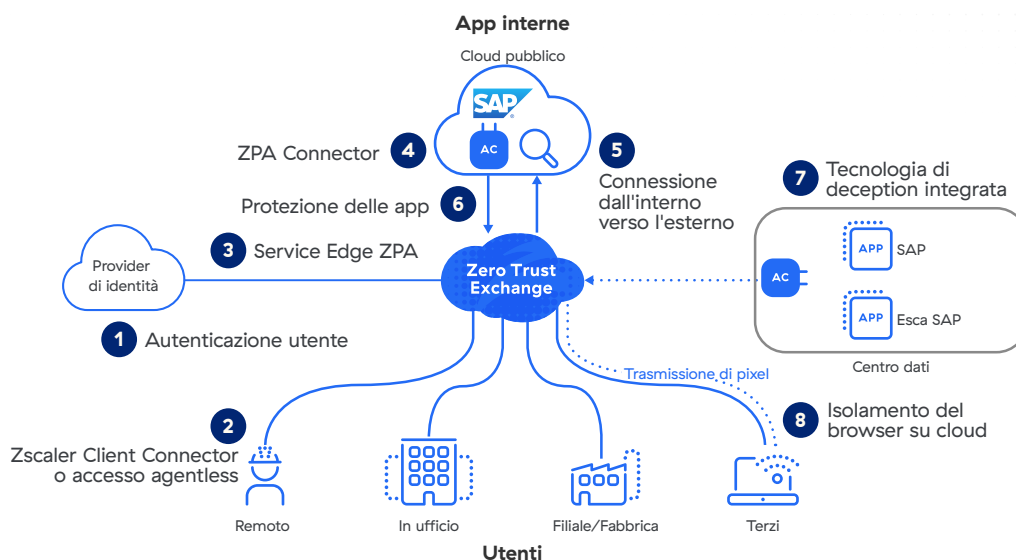 App interne
Cloud pubblico
SAP
AC
ZPA Connector
4
5
Connessione
dall'interno
verso l'esterno
Protezione delle app
6
7
Tecnologia di
deception integrata
3
Service Edge ZPA
Provider
di identità
Zero Trust
Exchange
AC
APP
SAP
APP
Esca SAP
Centro dati
1
Autenticazione utente
Trasmissione di pixel
2
Zscaler Client Connector
o accesso agentless
8
Isolamento del
browser su cloud
Remoto
In ufficio
Filiale/Fabbrica
Terzi
Utenti